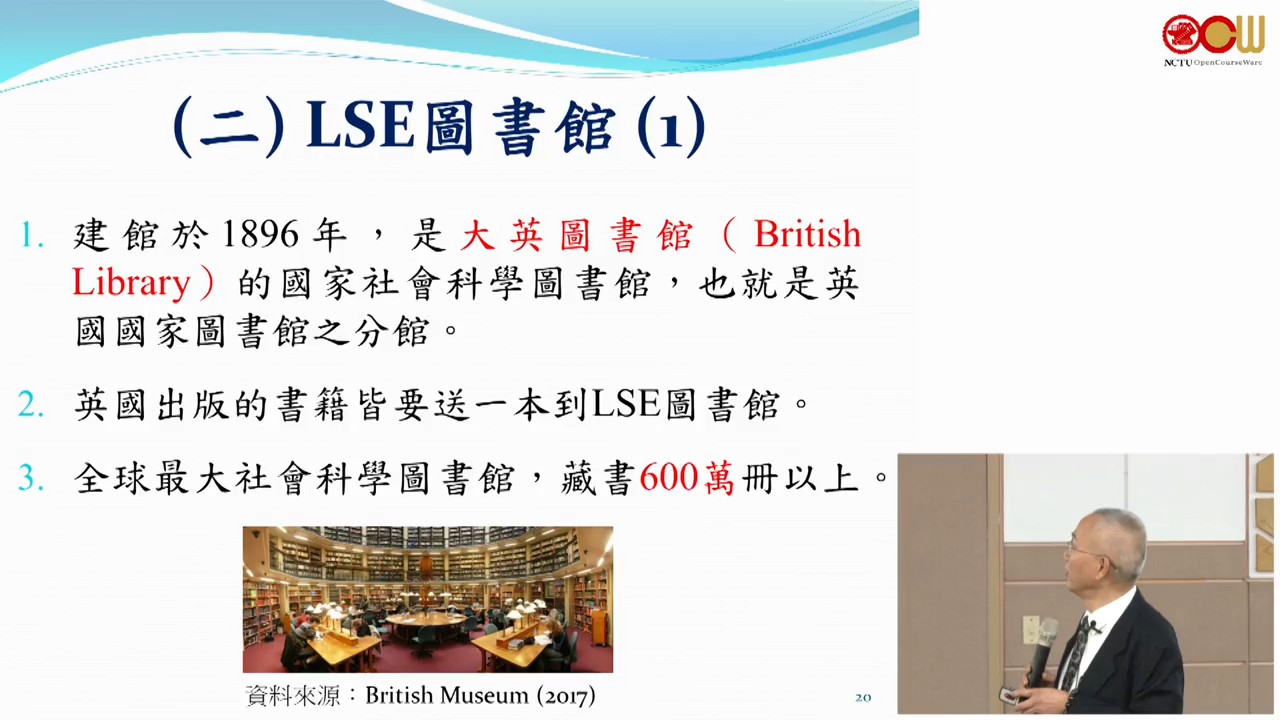 NCTU OpenCourseWare
(二) LSE圖書館 (1)
1. 建館於1896年，是大英圖書館（British
Library）的國家社會科學圖書館，也就是英
國國家圖書館之分館。
2. 英國出版的書籍皆要送一本到LSE圖書館。
3. 全球最大社會科學圖書館，藏書600萬冊以上。
資料來源：British Museum (2017)
20